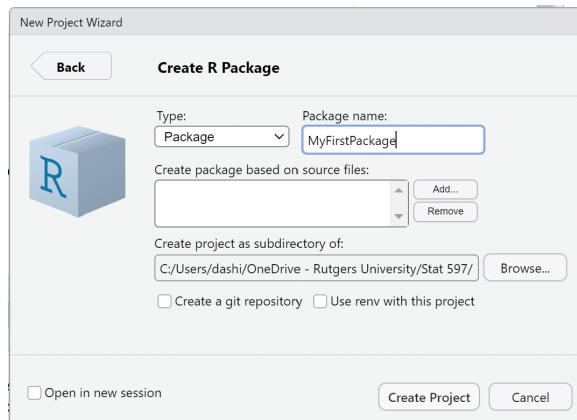 New Project Wizard
Back
Create R Package
Type:
Package name:
Package
MyFirstPackage
R
Create package based on source files:
Add...
Remove
Create project as subdirectory of:
C:/Users/dashi/OneDrive - Rutgers University/Stat 597/
Browse...
Create a git repository
Use renv with this project
Open in new session
Create Project
Cancel